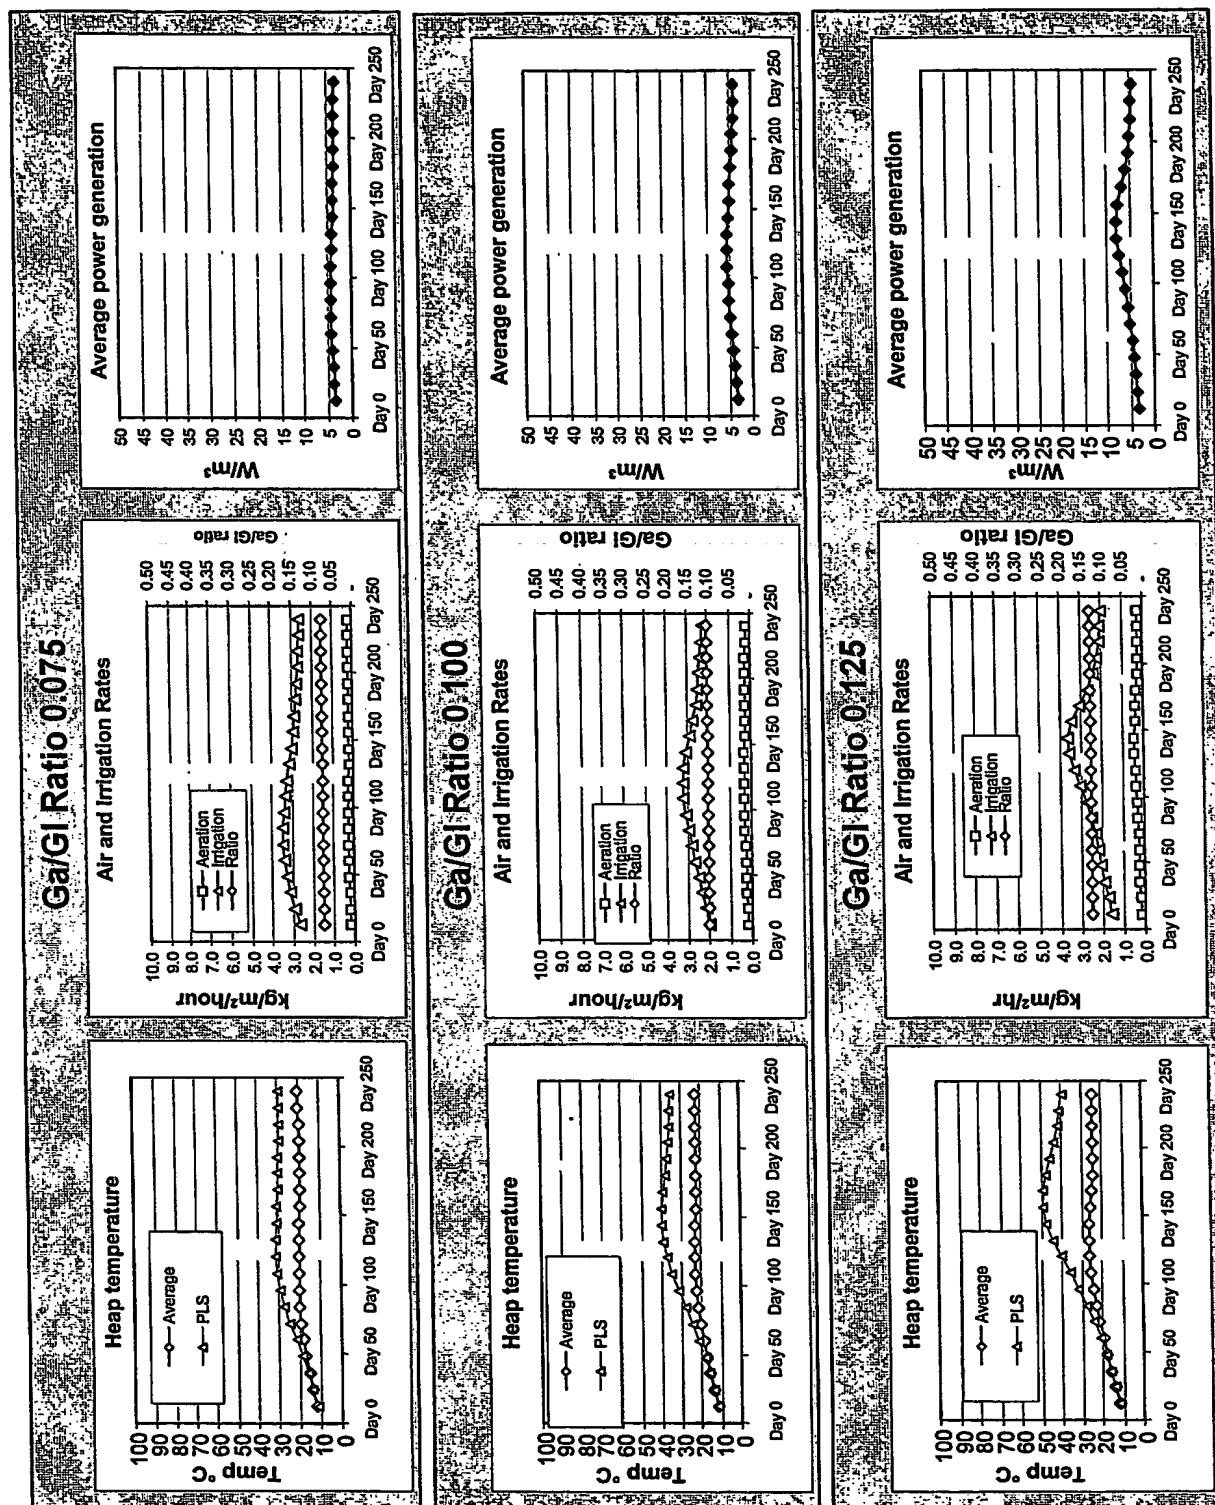 Ga/Gl Ratio 0.075
Heap temperature
Temp °C
100
90
80
70
60
50
40
30
20
10
0
Average
PLS
Day 0
Day 50
Day 100
Day 150
Day 200
Day 250
Air and Irrigation Rates
kg/m²/hour
10.0
9.0
8.0
7.0
6.0
5.0
4.0
3.0
2.0
1.0
0.0
Aeration
Irrigation
Ratio
Ga/Gl ratio
0.50
0.45
0.40
0.35
0.30
0.25
0.20
0.15
0.10
0.05
-
Day 0
Day 50
Day 100
Day 150
Day 200
Day 250
Average power generation
W/m³
50
45
40
35
30
25
20
15
10
5
0
Day 0
Day 50
Day 100
Day 150
Day 200
Day 250
Ga/Gl Ratio 0.100
Heap temperature
Temp °C
100
90
80
70
60
50
40
30
20
10
0
Average
PLS
Day 0
Day 50
Day 100
Day 150
Day 200
Day 250
Air and Irrigation Rates
kg/m²/hour
10.0
9.0
8.0
7.0
6.0
5.0
4.0
3.0
2.0
1.0
0.0
Aeration
Irrigation
Ratio
Ga/Gl ratio
0.50
0.45
0.40
0.35
0.30
0.25
0.20
0.15
0.10
0.05
-
Day 0
Day 50
Day 100
Day 150
Day 200
Day 250
Average power generation
W/m³
50
45
40
35
30
25
20
15
10
5
0
Day 0
Day 50
Day 100
Day 150
Day 200
Day 250
Ga/Gl Ratio 0.125
Heap temperature
Temp °C
100
90
80
70
60
50
40
30
20
10
0
Average
PLS
Day 0
Day 50
Day 100
Day 150
Day 200
Day 250
Air and Irrigation Rates
kg/m²/hr
10.0
9.0
8.0
7.0
6.0
5.0
4.0
3.0
2.0
1.0
0.0
Aeration
Irrigation
Ratio
Ga/Gl ratio
0.50
0.45
0.40
0.35
0.30
0.25
0.20
0.15
0.10
0.05
-
Day 0
Day 50
Day 100
Day 150
Day 200
Day 250
Average power generation
W/m³
50
45
40
35
30
25
20
15
10
5
0
Day 0
Day 50
Day 100
Day 150
Day 200
Day 250